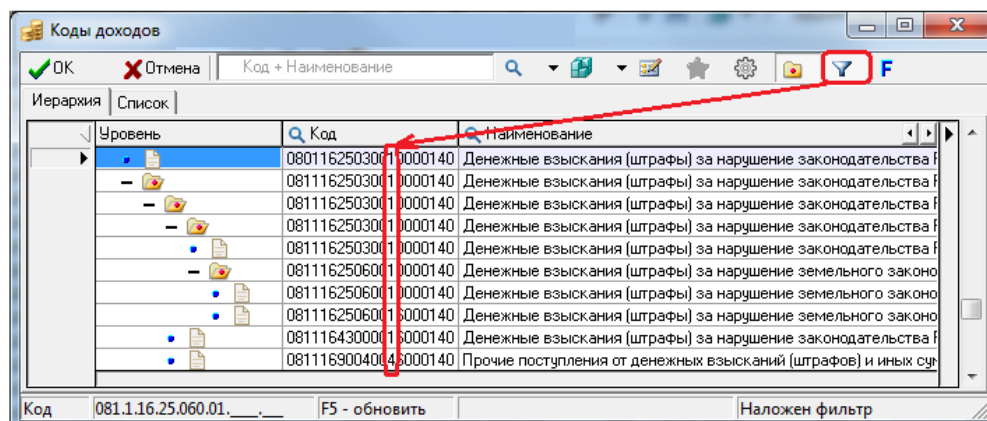 Коды доходов
OK Отмена Код + Наименование F
Иерархия Список
Уровень Код Наименование
08011625030010000140 Денежные взыскания (штрафы) за нарушение законодательства
08111625030010000140 Денежные взыскания (штрафы) за нарушение законодательства
08111625030010000140 Денежные взыскания (штрафы) за нарушение законодательства
08111625030010000140 Денежные взыскания (штрафы) за нарушение законодательства
08111625030010000140 Денежные взыскания (штрафы) за нарушение законодательства
08111625060010000140 Денежные взыскания (штрафы) за нарушение земельного законо
08111625060010000140 Денежные взыскания (штрафы) за нарушение земельного законо
08111625060016000140 Денежные взыскания (штрафы) за нарушение земельного законо
08111643000016000140 Денежные взыскания (штрафы) за нарушение законодательства
08111690040046000140 Прочие поступления от денежных взысканий (штрафов) и иных сум
Код 081.1.16.25.060.01.____.___ F5 - обновить Наложен фильтр